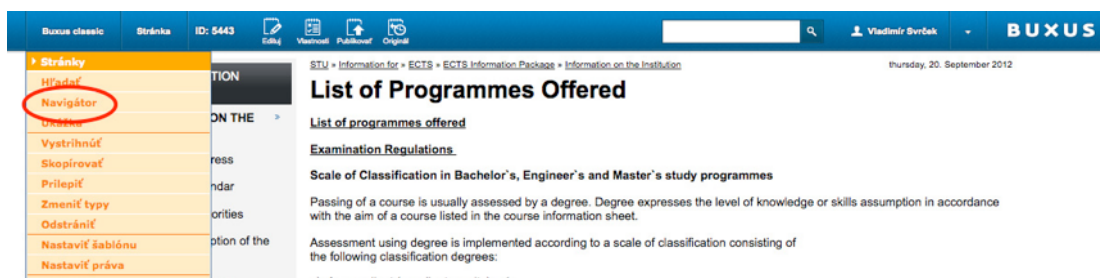 Buxus classic Stránka ID: 5443 Edituj Vlastnosti Publikovať Originál Vladimír Svrček BUXUS
Stránky
Hľadať
Navigátor
Ukážka
Vystrihnúť
Skopírovať
Prilepiť
Zmeniť typy
Odstrániť
Nastaviť šablónu
Nastaviť práva
TION
ON THE »
ress
ndar
orities
ption of the
STU » Information for » ECTS » ECTS Information Package » Information on the Institution
thursday, 20. September 2012
List of Programmes Offered
List of programmes offered
Examination Regulations
Scale of Classification in Bachelor`s, Engineer`s and Master`s study programmes
Passing of a course is usually assessed by a degree. Degree expresses the level of knowledge or skills assumption in accordance
with the aim of a course listed in the course information sheet.
Assessment using degree is implemented according to a scale of classification consisting of
the following classification degrees: